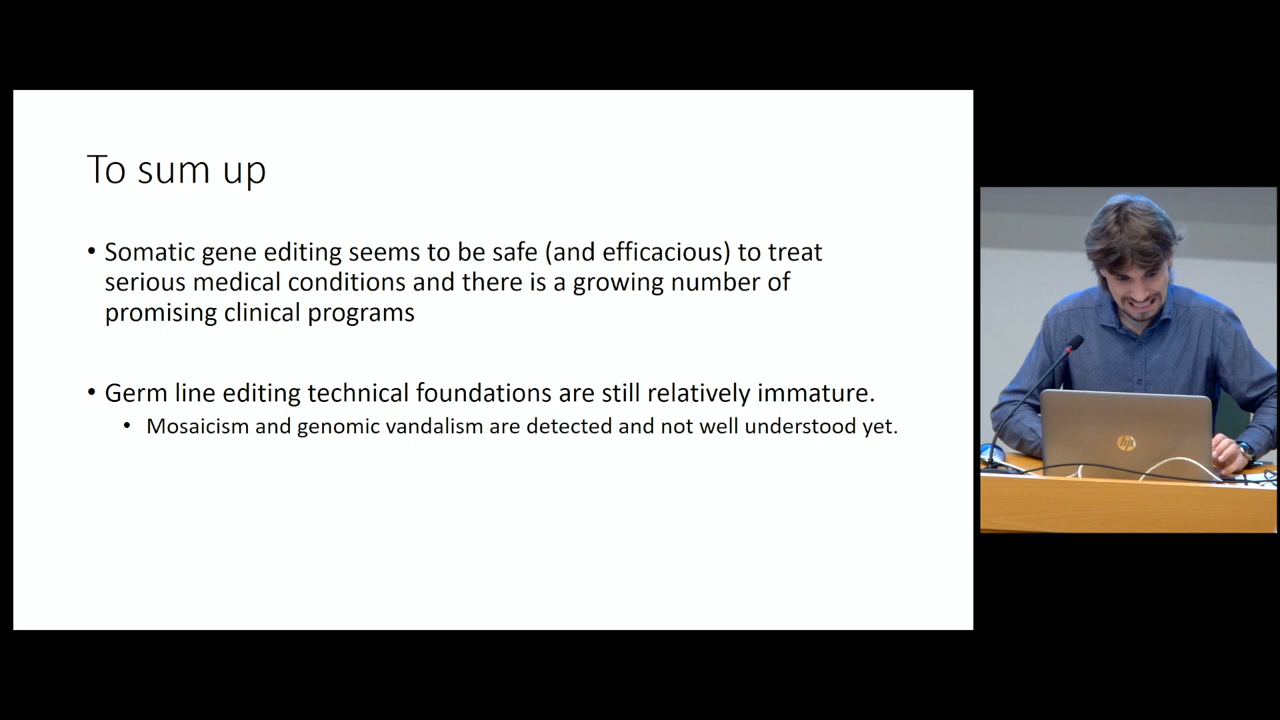 To sum up
• Somatic gene editing seems to be safe (and efficacious) to treat
serious medical conditions and there is a growing number of
promising clinical programs
• Germ line editing technical foundations are still relatively immature.
• Mosaicism and genomic vandalism are detected and not well understood yet.
hp